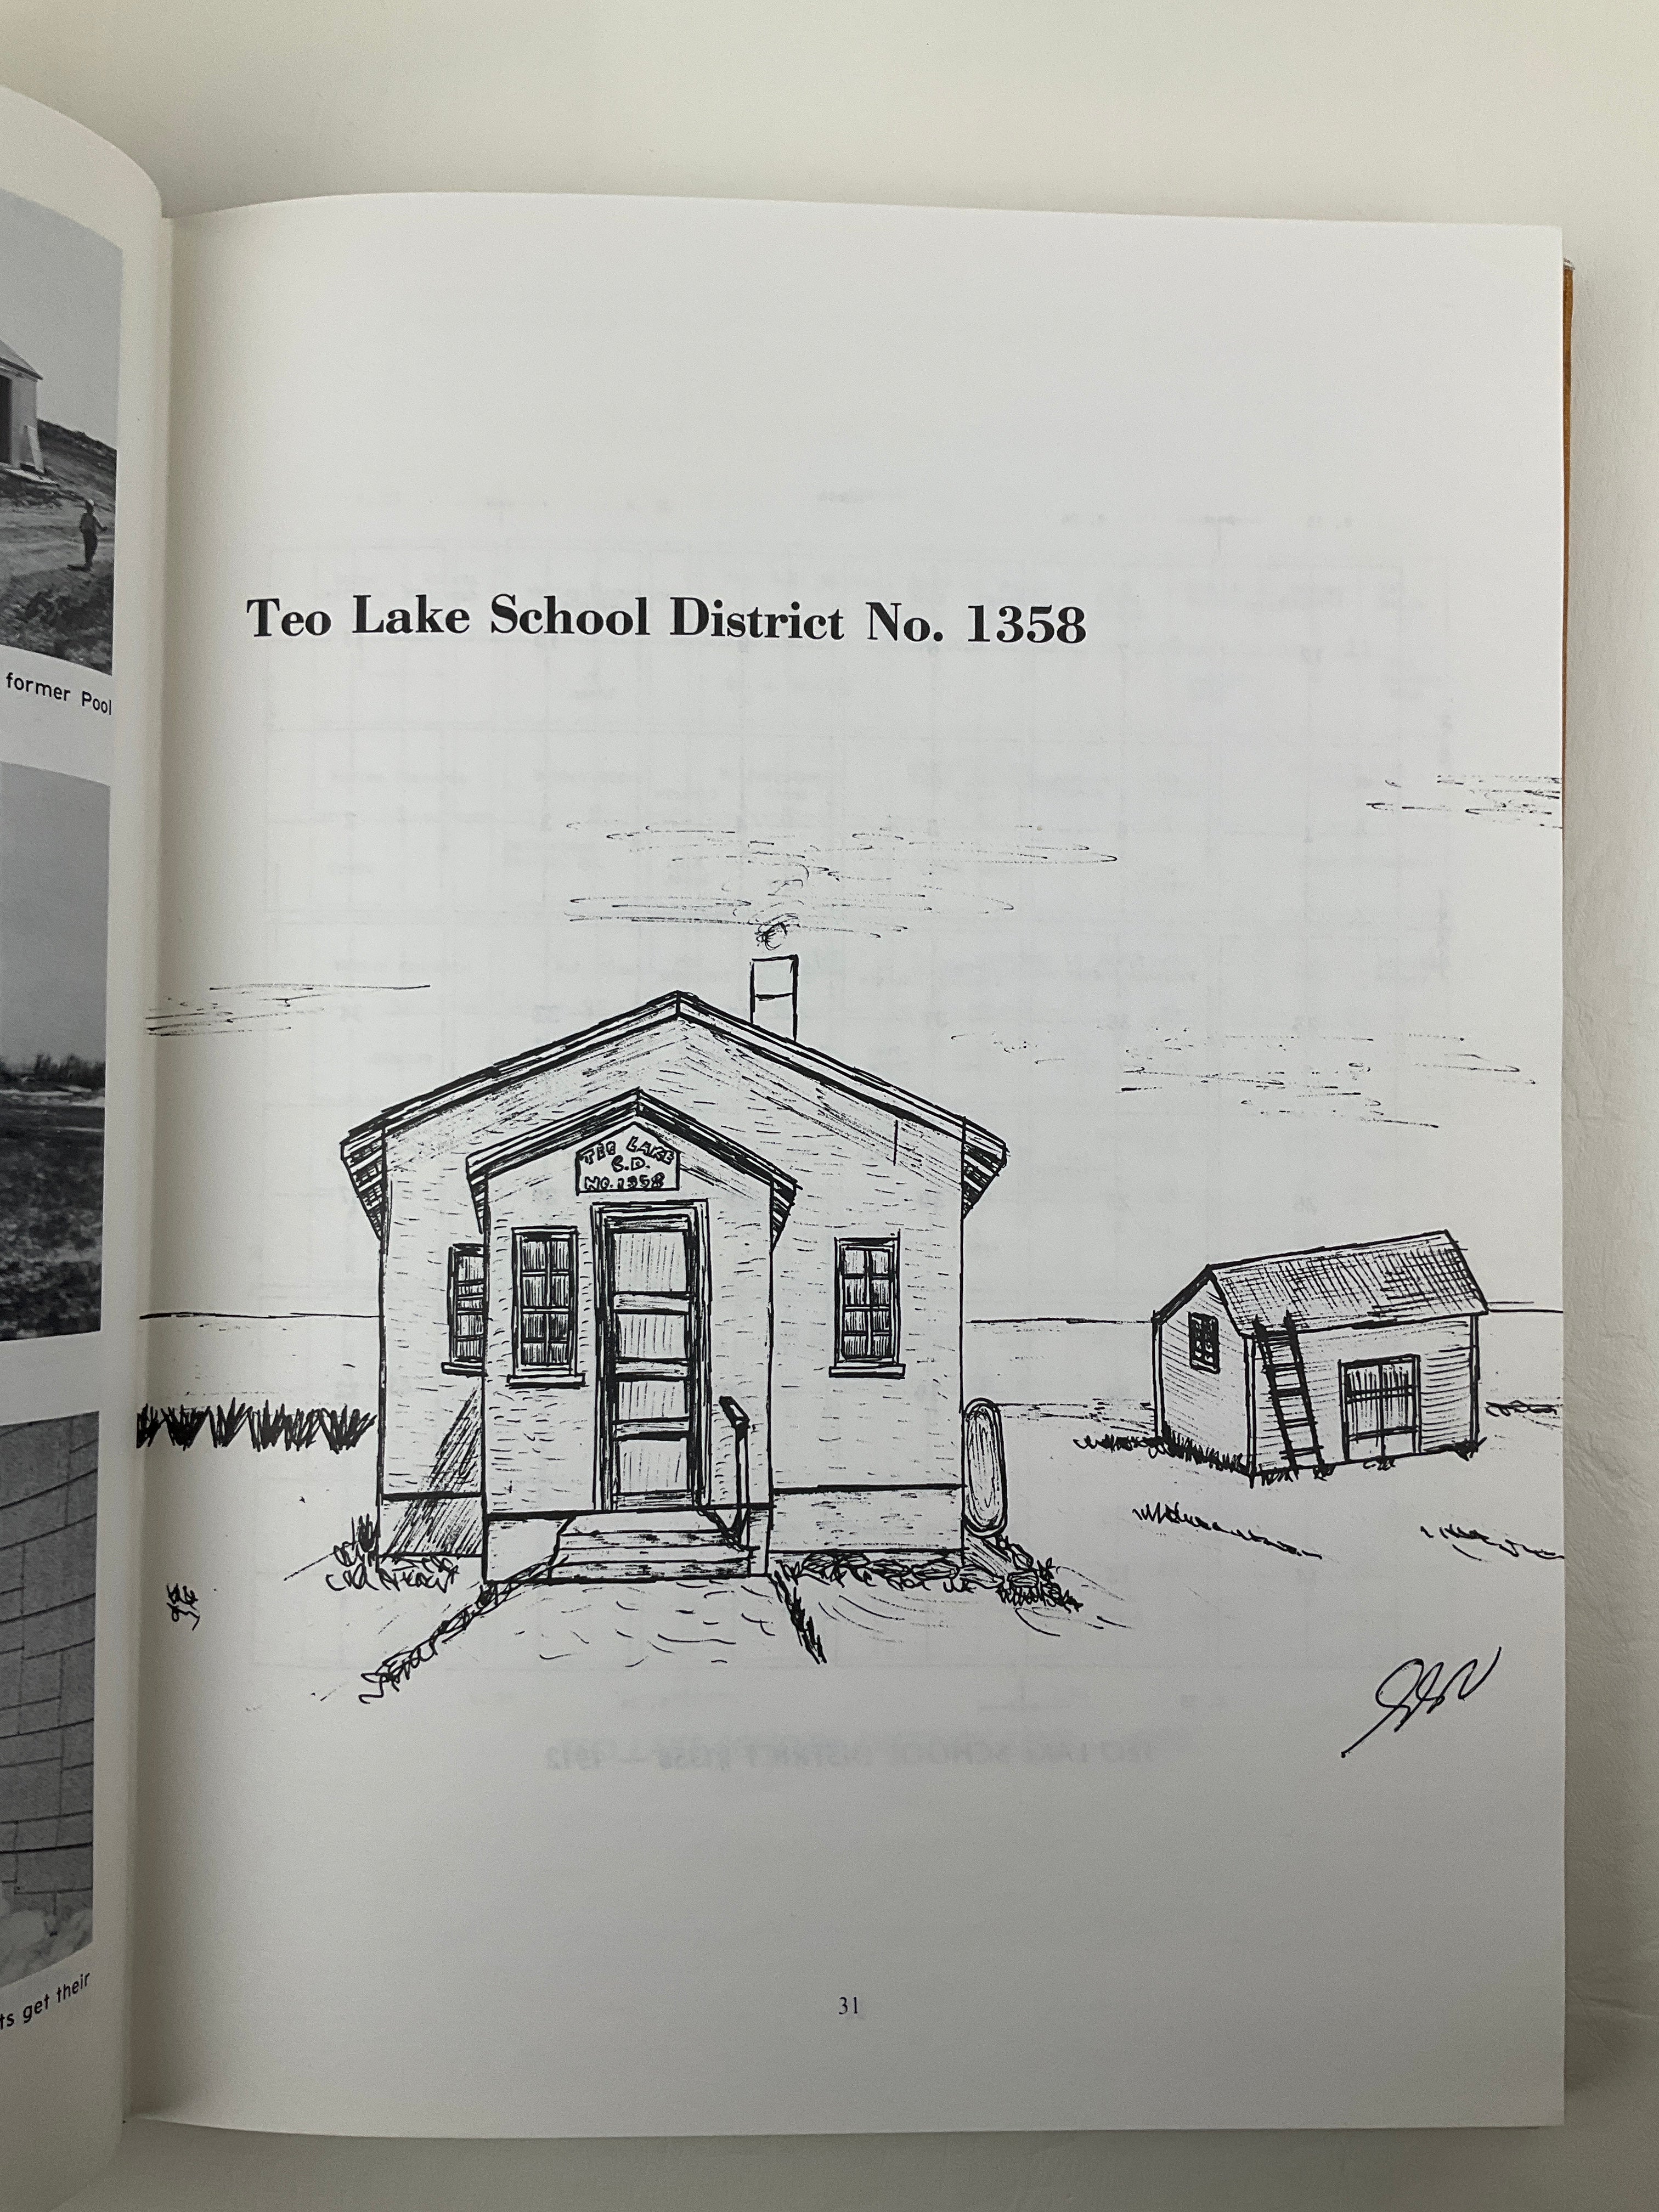 former Pool
ts get their
Teo Lake School District No. 1358
TEO LAKE
S.D.
NO. 1358
31